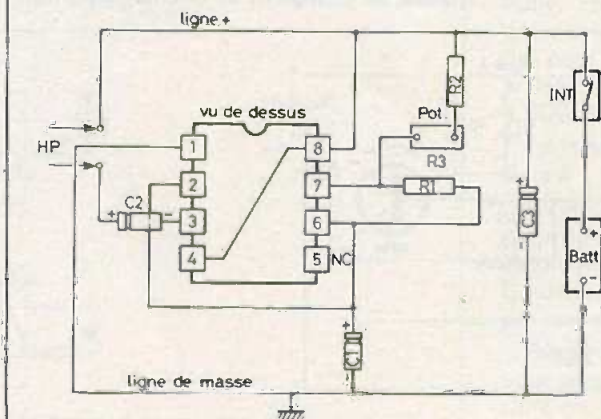 ligne +
vu de dessus
HP
1
2
3
4
8
7
6
5
NC
C2
+
-
Pot.
R2
R3
R1
C1
+
C3
+
-
INT
+
Batt
-
ligne de masse